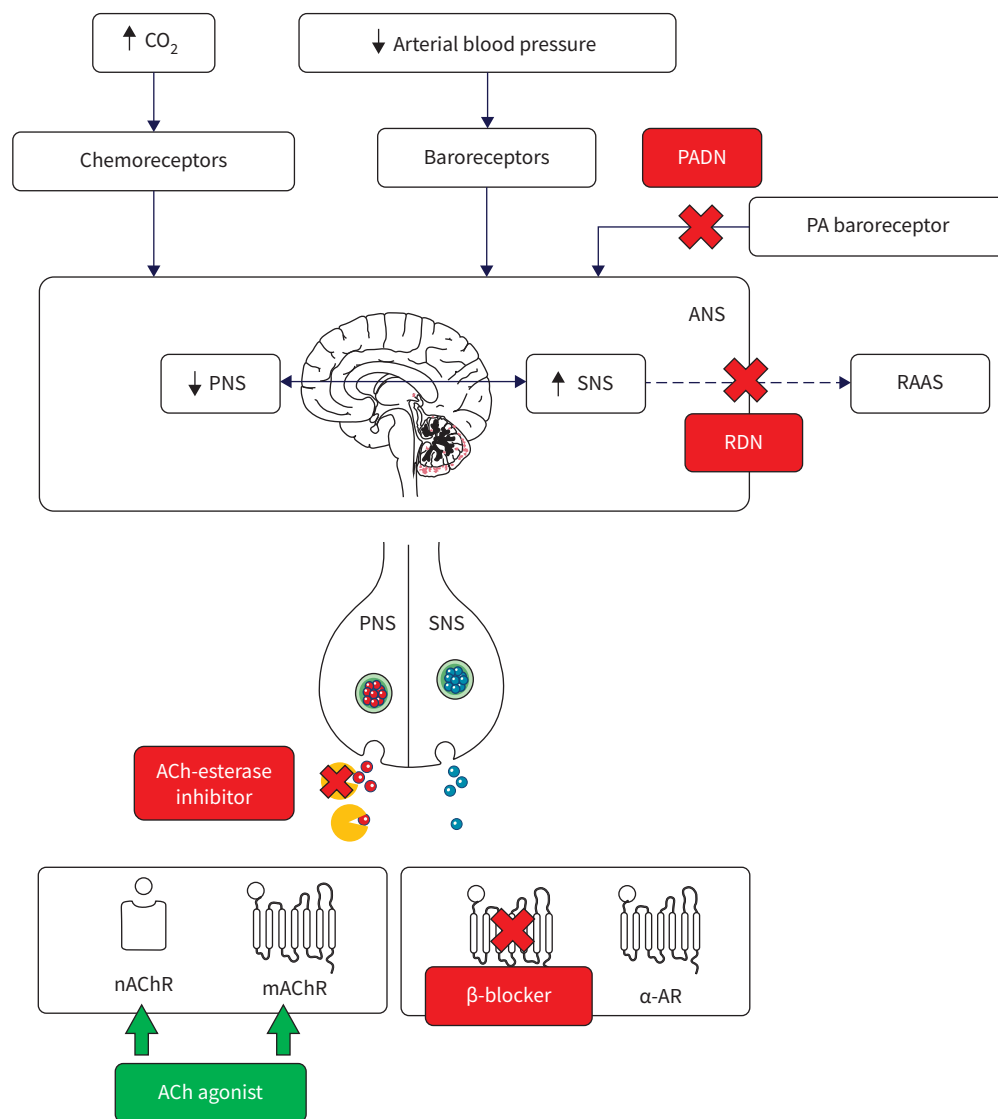 ↑ CO₂
↓ Arterial blood pressure
Chemoreceptors
Baroreceptors
PADN
PA baroreceptor
ANS
↓ PNS
↑ SNS
RAAS
RDN
PNS
SNS
ACh-esterase
inhibitor
nAChR
mAChR
β-blocker
α-AR
ACh agonist